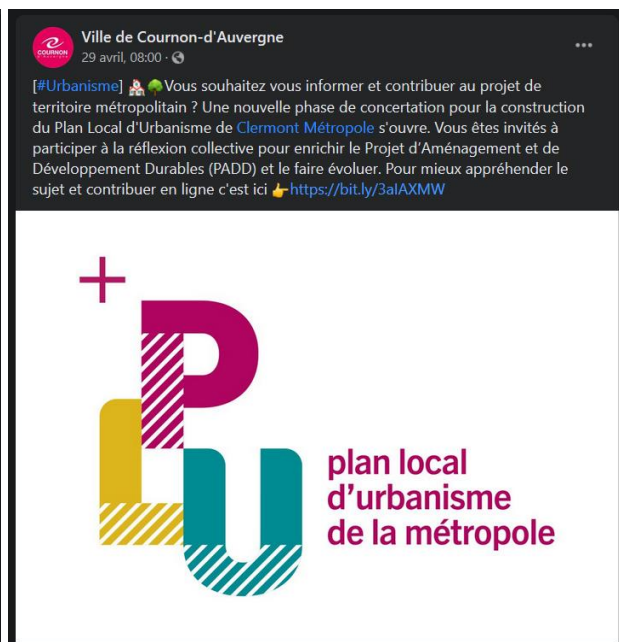 Ville de Cournon-d'Auvergne
29 avril, 08:00 ·
COURNON
d'Auvergne
[#Urbanisme] Vous souhaitez vous informer et contribuer au projet de
territoire métropolitain ? Une nouvelle phase de concertation pour la construction
du Plan Local d'Urbanisme de Clermont Métropole s'ouvre. Vous êtes invités à
participer à la réflexion collective pour enrichir le Projet d'Aménagement et de
Développement Durables (PADD) et le faire évoluer. Pour mieux appréhender le
sujet et contribuer en ligne c'est ici 👉https://bit.ly/3aIAXMW
+
PLU
plan local
d'urbanisme
de la métropole